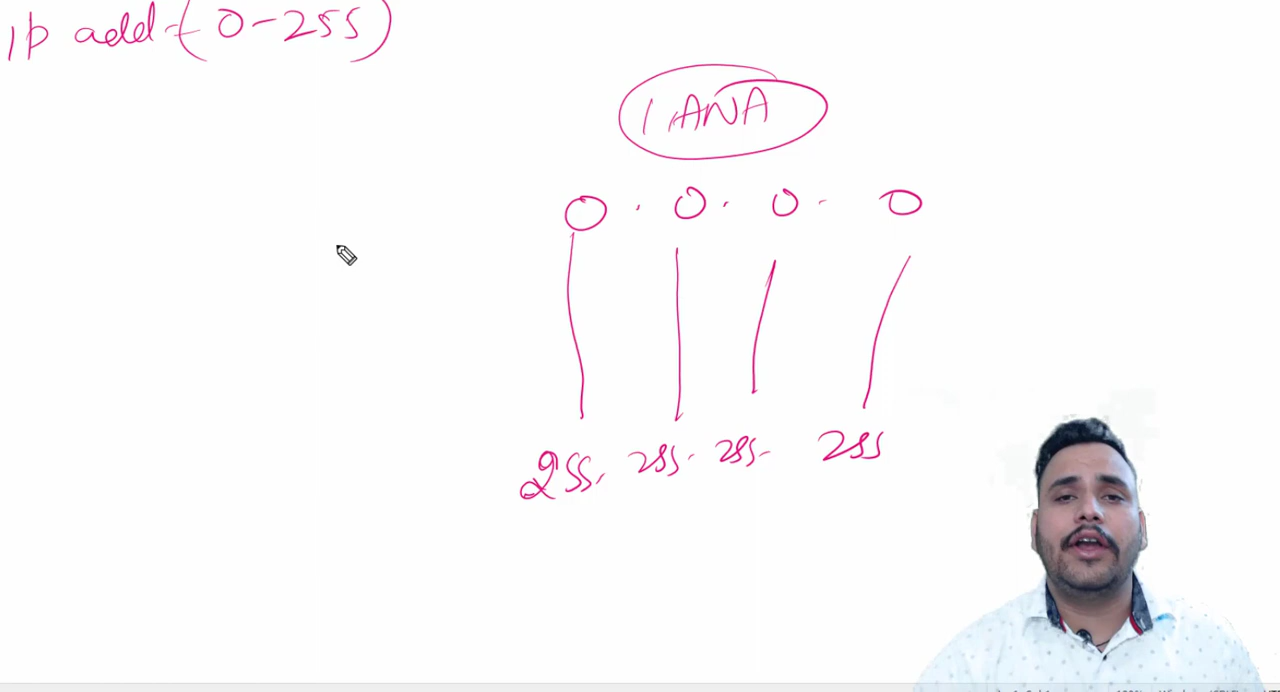 Ip add - (0-255)
IANA
0 . 0 . 0 . 0
255. 255. 255. 255